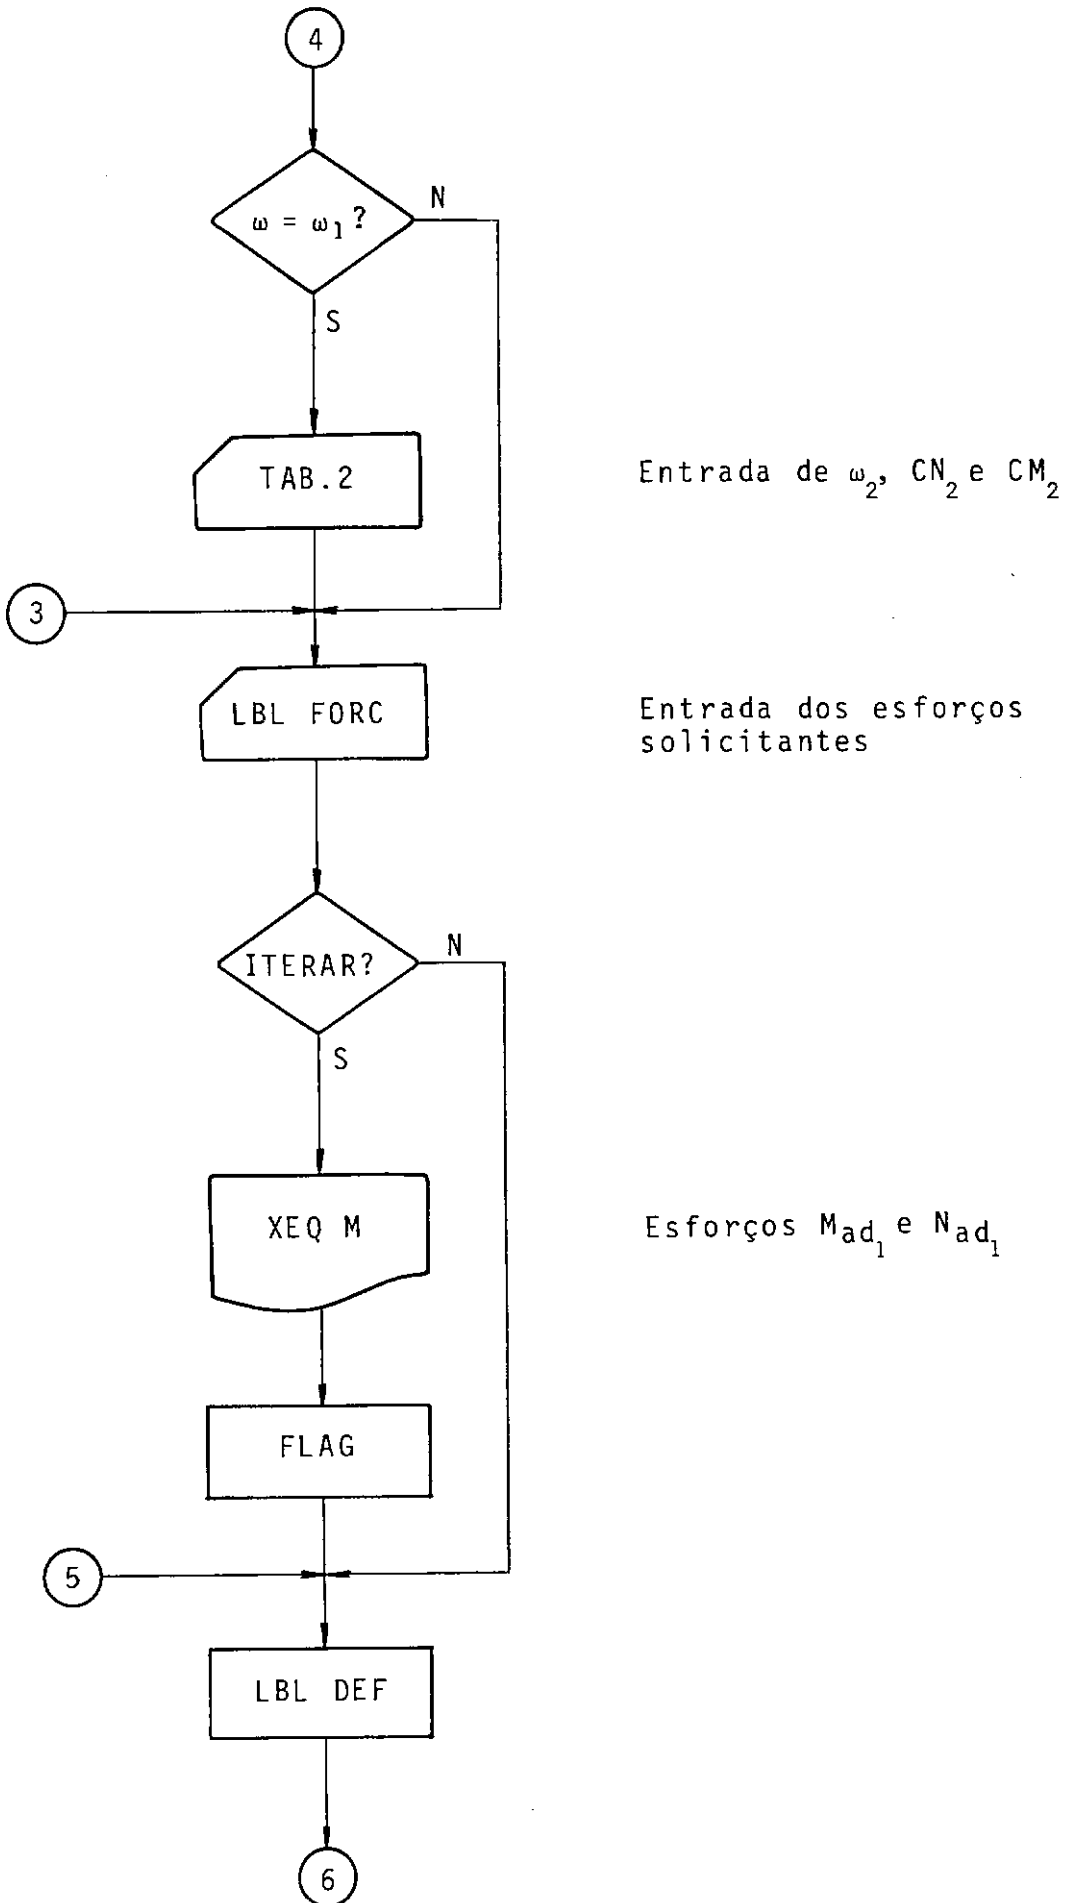 4
ω = ω₁?
N
S
TAB.2
Entrada de ω₂, CN₂ e CM₂
3
LBL FORC
Entrada dos esforços
solicitantes
ITERAR?
N
S
XEQ M
Esforços Mad₁ e Nad₁
FLAG
5
LBL DEF
6